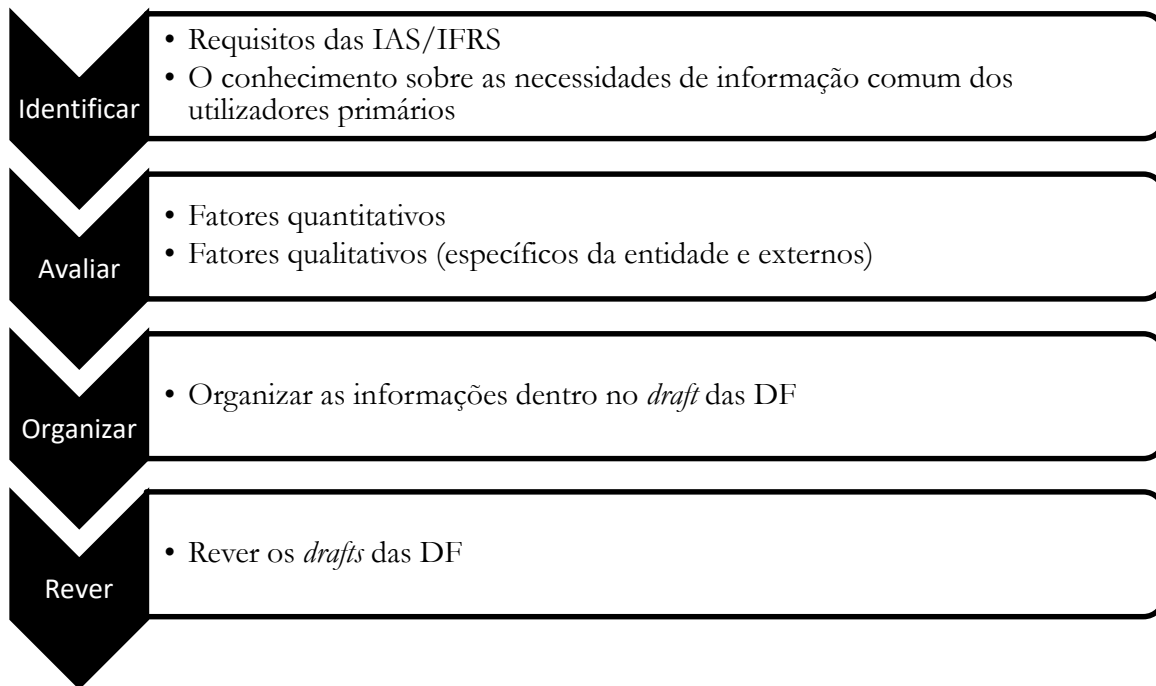 Identificar
• Requisitos das IAS/IFRS
• O conhecimento sobre as necessidades de informação comum dos
utilizadores primários
Avaliar
• Fatores quantitativos
• Fatores qualitativos (específicos da entidade e externos)
Organizar
• Organizar as informações dentro no draft das DF
Rever
• Rever os drafts das DF